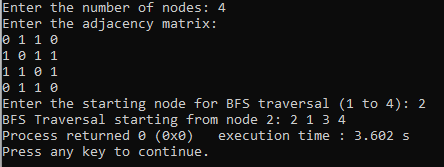 Enter the number of nodes: 4
Enter the adjacency matrix:
0 1 1 0
1 0 1 1
1 1 0 1
0 1 1 0
Enter the starting node for BFS traversal (1 to 4): 2
BFS Traversal starting from node 2: 2 1 3 4
Process returned 0 (0x0)   execution time : 3.602 s
Press any key to continue.